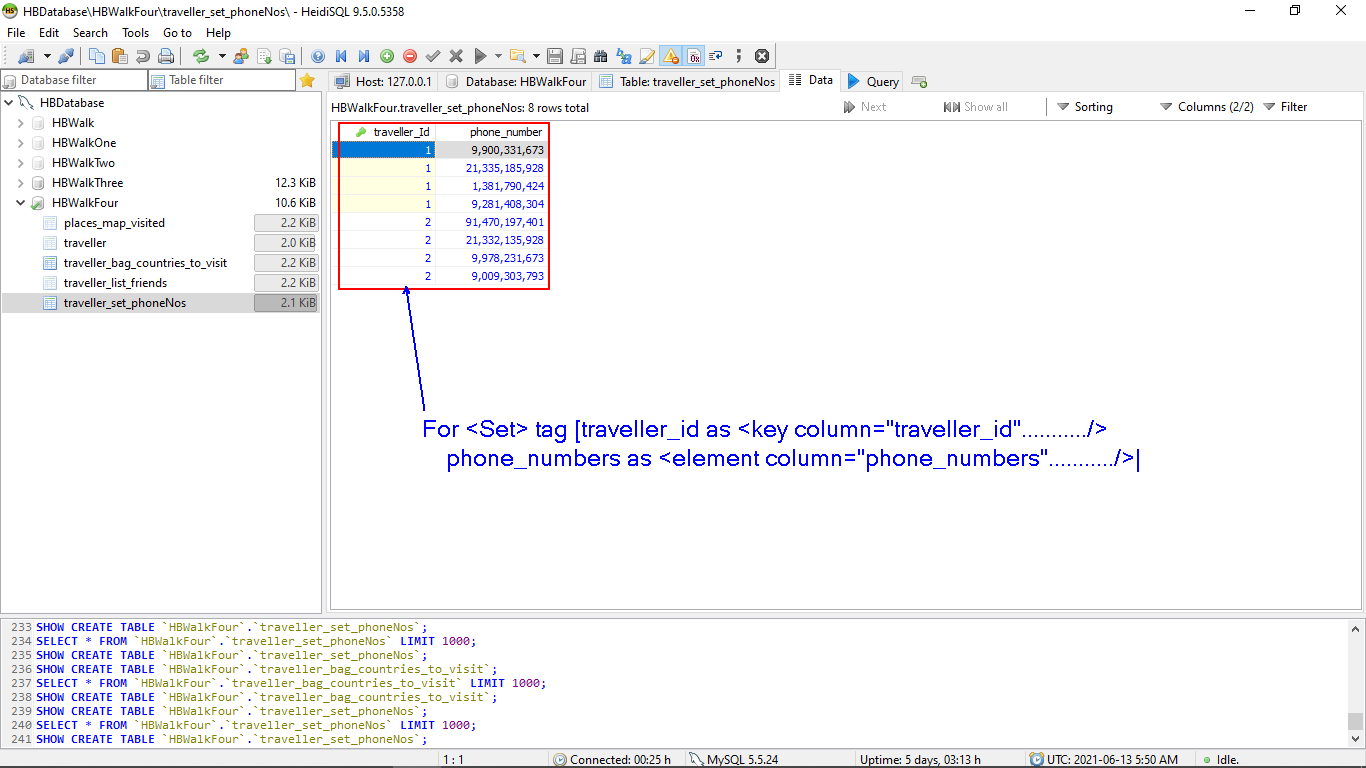 HBDatabase\HBWalkFour\traveller_set_phoneNos\ - HeidiSQL 9.5.0.5358
File Edit Search Tools Go to Help
Database filter Table filter
Host: 127.0.0.1 Database: HBWalkFour Table: traveller_set_phoneNos Data Query
HBDatabase
HBWalk
HBWalkOne
HBWalkTwo
HBWalkThree 12.3 KiB
HBWalkFour 10.6 KiB
places_map_visited 2.2 KiB
traveller 2.0 KiB
traveller_bag_countries_to_visit 2.2 KiB
traveller_list_friends 2.2 KiB
traveller_set_phoneNos 2.1 KiB
HBWalkFour.traveller_set_phoneNos: 8 rows total Next Show all Sorting Columns (2/2) Filter
traveller_Id phone_number
1 9,900,331,673
1 21,335,185,928
1 1,381,790,424
1 9,281,408,304
2 91,470,197,401
2 21,332,135,928
2 9,978,231,673
2 9,009,303,793
For <Set> tag [traveller_id as <key column="traveller_id".........../>
phone_numbers as <element column="phone_numbers".........../>|
233 SHOW CREATE TABLE `HBWalkFour`.`traveller_set_phoneNos`;
234 SELECT * FROM `HBWalkFour`.`traveller_set_phoneNos` LIMIT 1000;
235 SHOW CREATE TABLE `HBWalkFour`.`traveller_set_phoneNos`;
236 SHOW CREATE TABLE `HBWalkFour`.`traveller_bag_countries_to_visit`;
237 SELECT * FROM `HBWalkFour`.`traveller_bag_countries_to_visit` LIMIT 1000;
238 SHOW CREATE TABLE `HBWalkFour`.`traveller_bag_countries_to_visit`;
239 SHOW CREATE TABLE `HBWalkFour`.`traveller_set_phoneNos`;
240 SELECT * FROM `HBWalkFour`.`traveller_set_phoneNos` LIMIT 1000;
241 SHOW CREATE TABLE `HBWalkFour`.`traveller_set_phoneNos`;
1 : 1 Connected: 00:25 h MySQL 5.5.24 Uptime: 5 days, 03:13 h UTC: 2021-06-13 5:50 AM Idle.